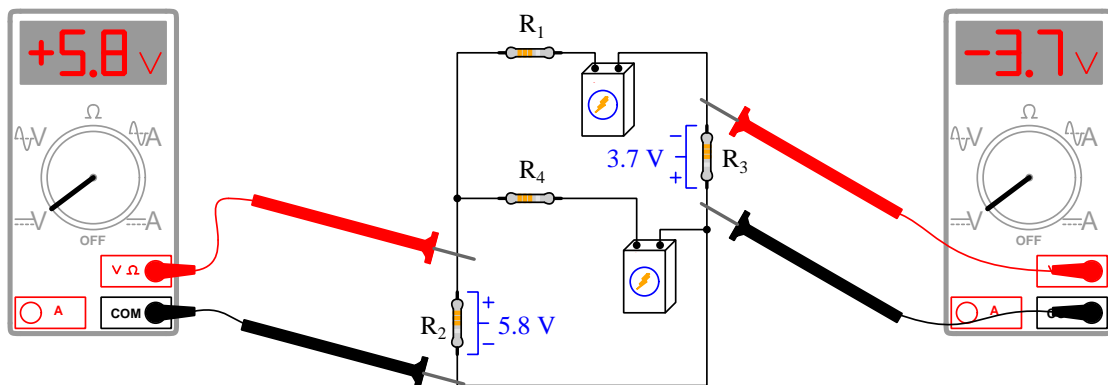 +5.8 V
Ω
V
A
V
A
OFF
V Ω
A
COM
R1
R4
R2
+
5.8 V
−
−
3.7 V
+
R3
-3.7 V
Ω
V
A
V
A
OFF
A